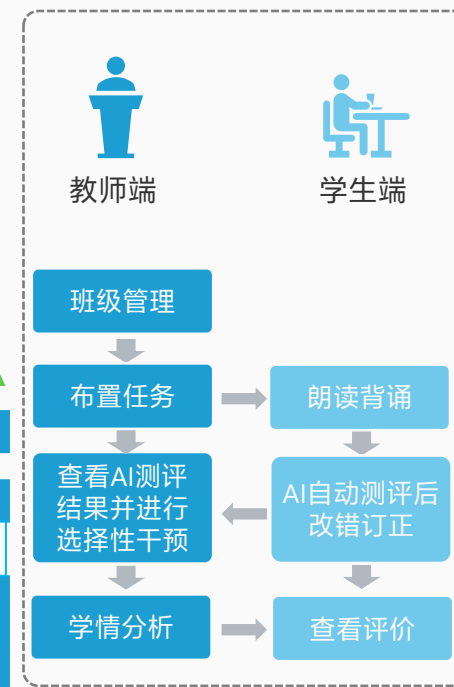 教师端
学生端
班级管理
布置任务
朗读背诵
查看AI测评
结果并进行
选择性干预
AI自动测评后
改错订正
学情分析
查看评价